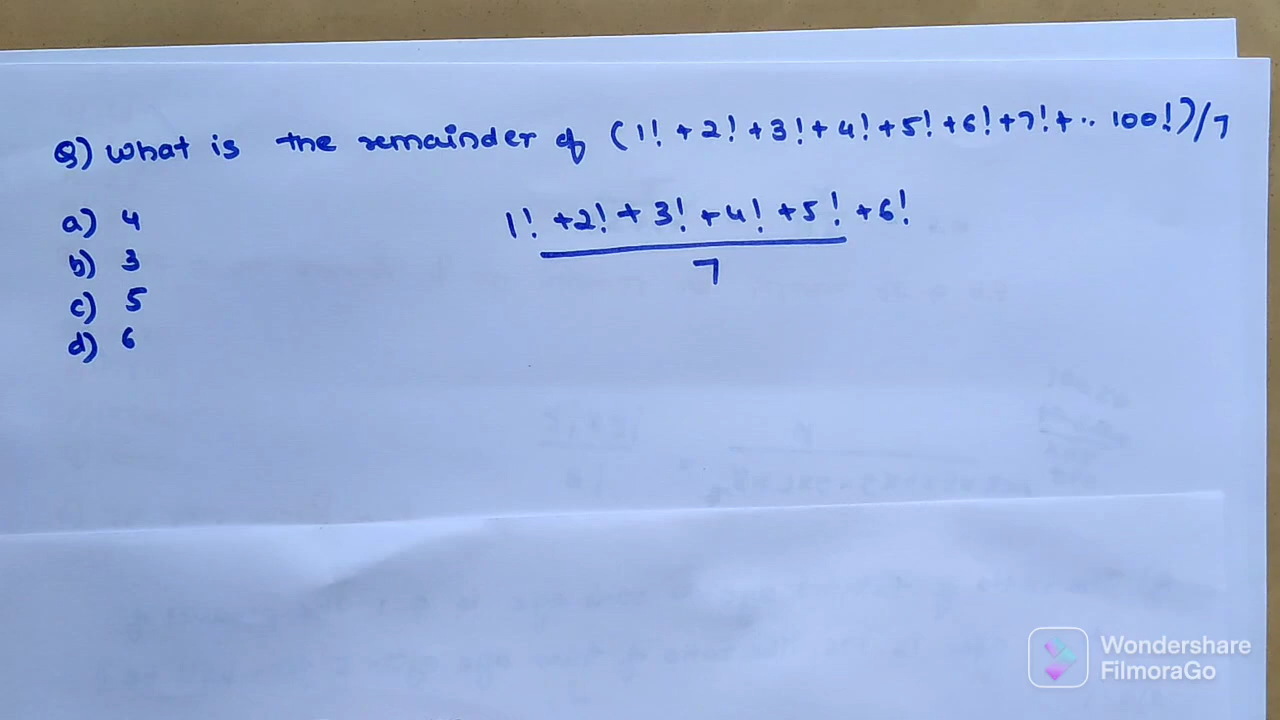 Q) What is the remainder of (1! + 2! + 3! + 4! + 5! + 6! + 7! + .. 100!)/7
a) 4
b) 3
c) 5
d) 6
1! + 2! + 3! + 4! + 5! + 6!
7
Wondershare
FilmoraGo